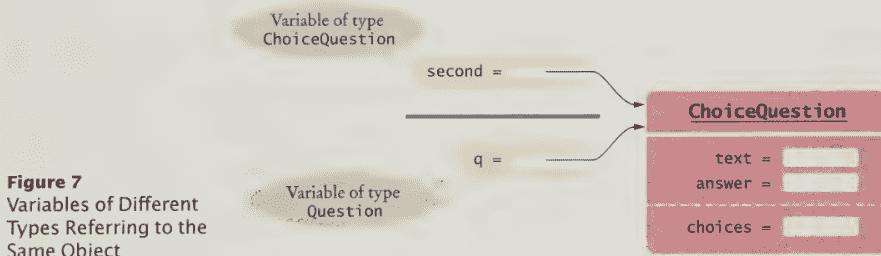 Variable of type
ChoiceQuestion
second =
ChoiceQuestion
q =
text =
answer =
Variable of type
Question
choices =
Figure 7
Variables of Different
Types Referring to the
Same Object